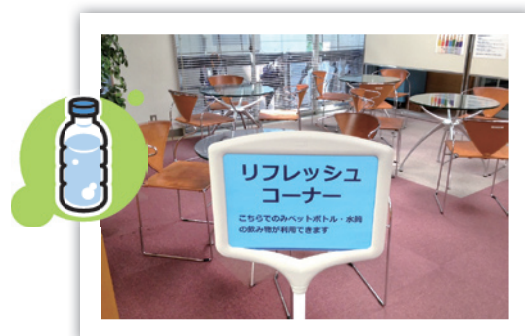 リフレッシュ
コーナー
こちらでのみペットボトル・水筒
の飲み物が利用できます